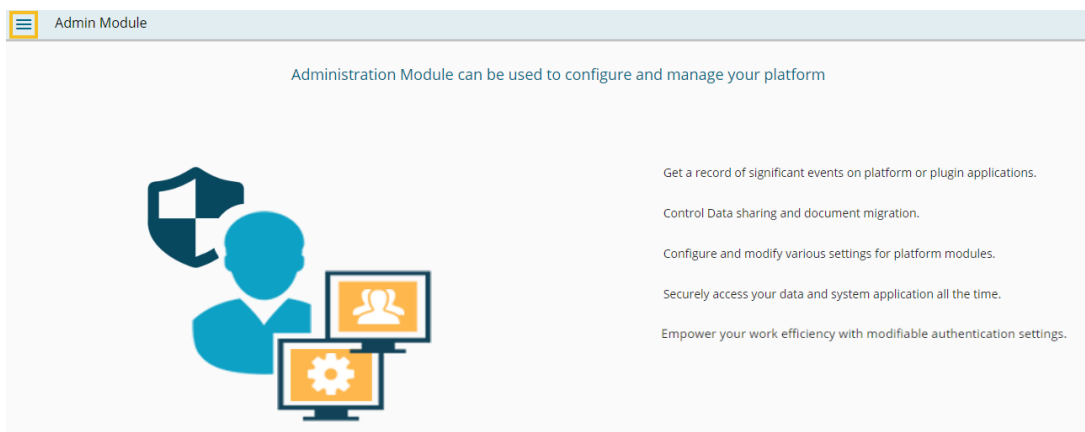 Admin Module
Administration Module can be used to configure and manage your platform
Get a record of significant events on platform or plugin applications.
Control Data sharing and document migration.
Configure and modify various settings for platform modules.
Securely access your data and system application all the time.
Empower your work efficiency with modifiable authentication settings.